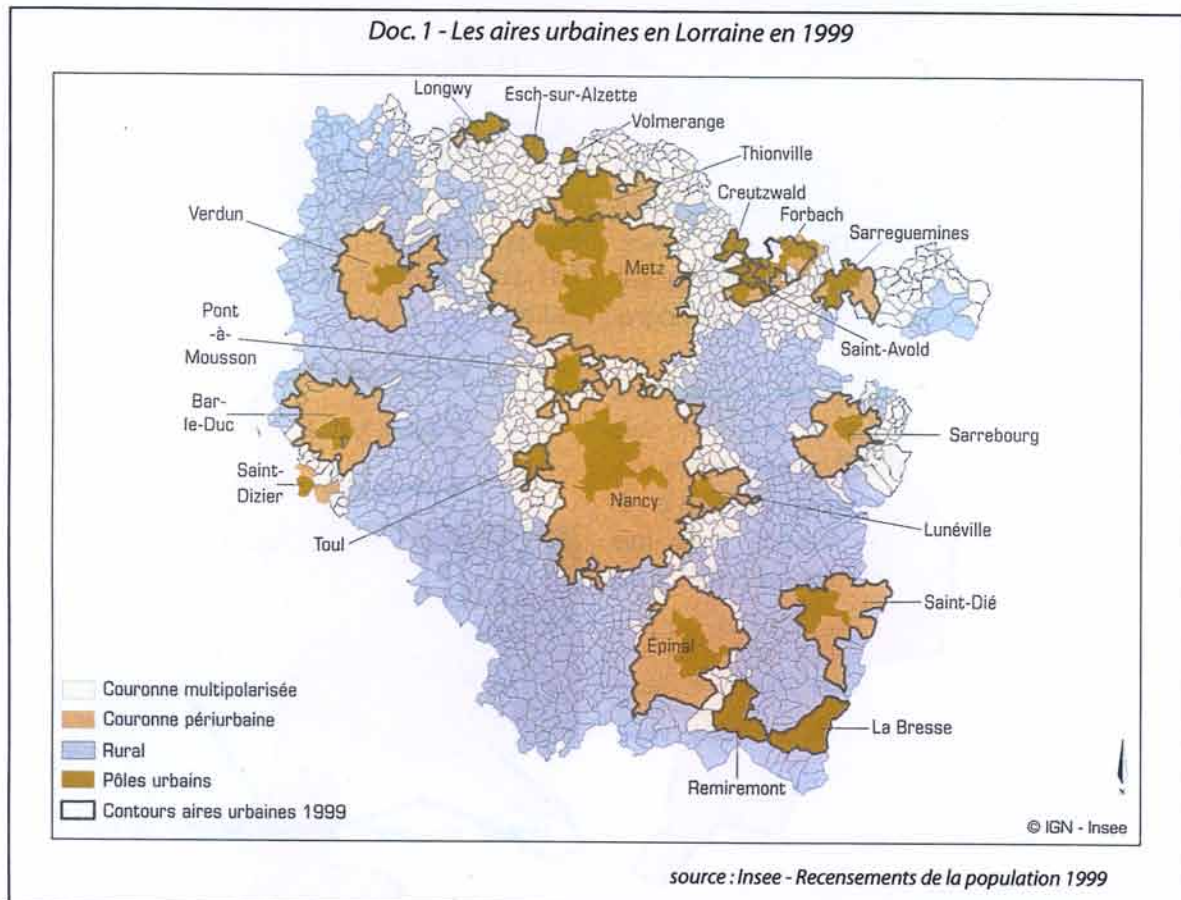 Doc. 1 - Les aires urbaines en Lorraine en 1999
Longwy
Esch-sur-Alzette
Volmerange
Thionville
Creutzwald
Forbach
Sarreguemines
Verdun
Metz
Pont
-à-
Mousson
Saint-Avold
Bar-
le-Duc
Sarrebourg
Saint-
Dizier
Nancy
Toul
Lunéville
Saint-Dié
Epinal
La Bresse
Remiremont
Couronne multipolarisée
Couronne périurbaine
Rural
Pôles urbains
Contours aires urbaines 1999
© IGN - Insee
source : Insee - Recensements de la population 1999